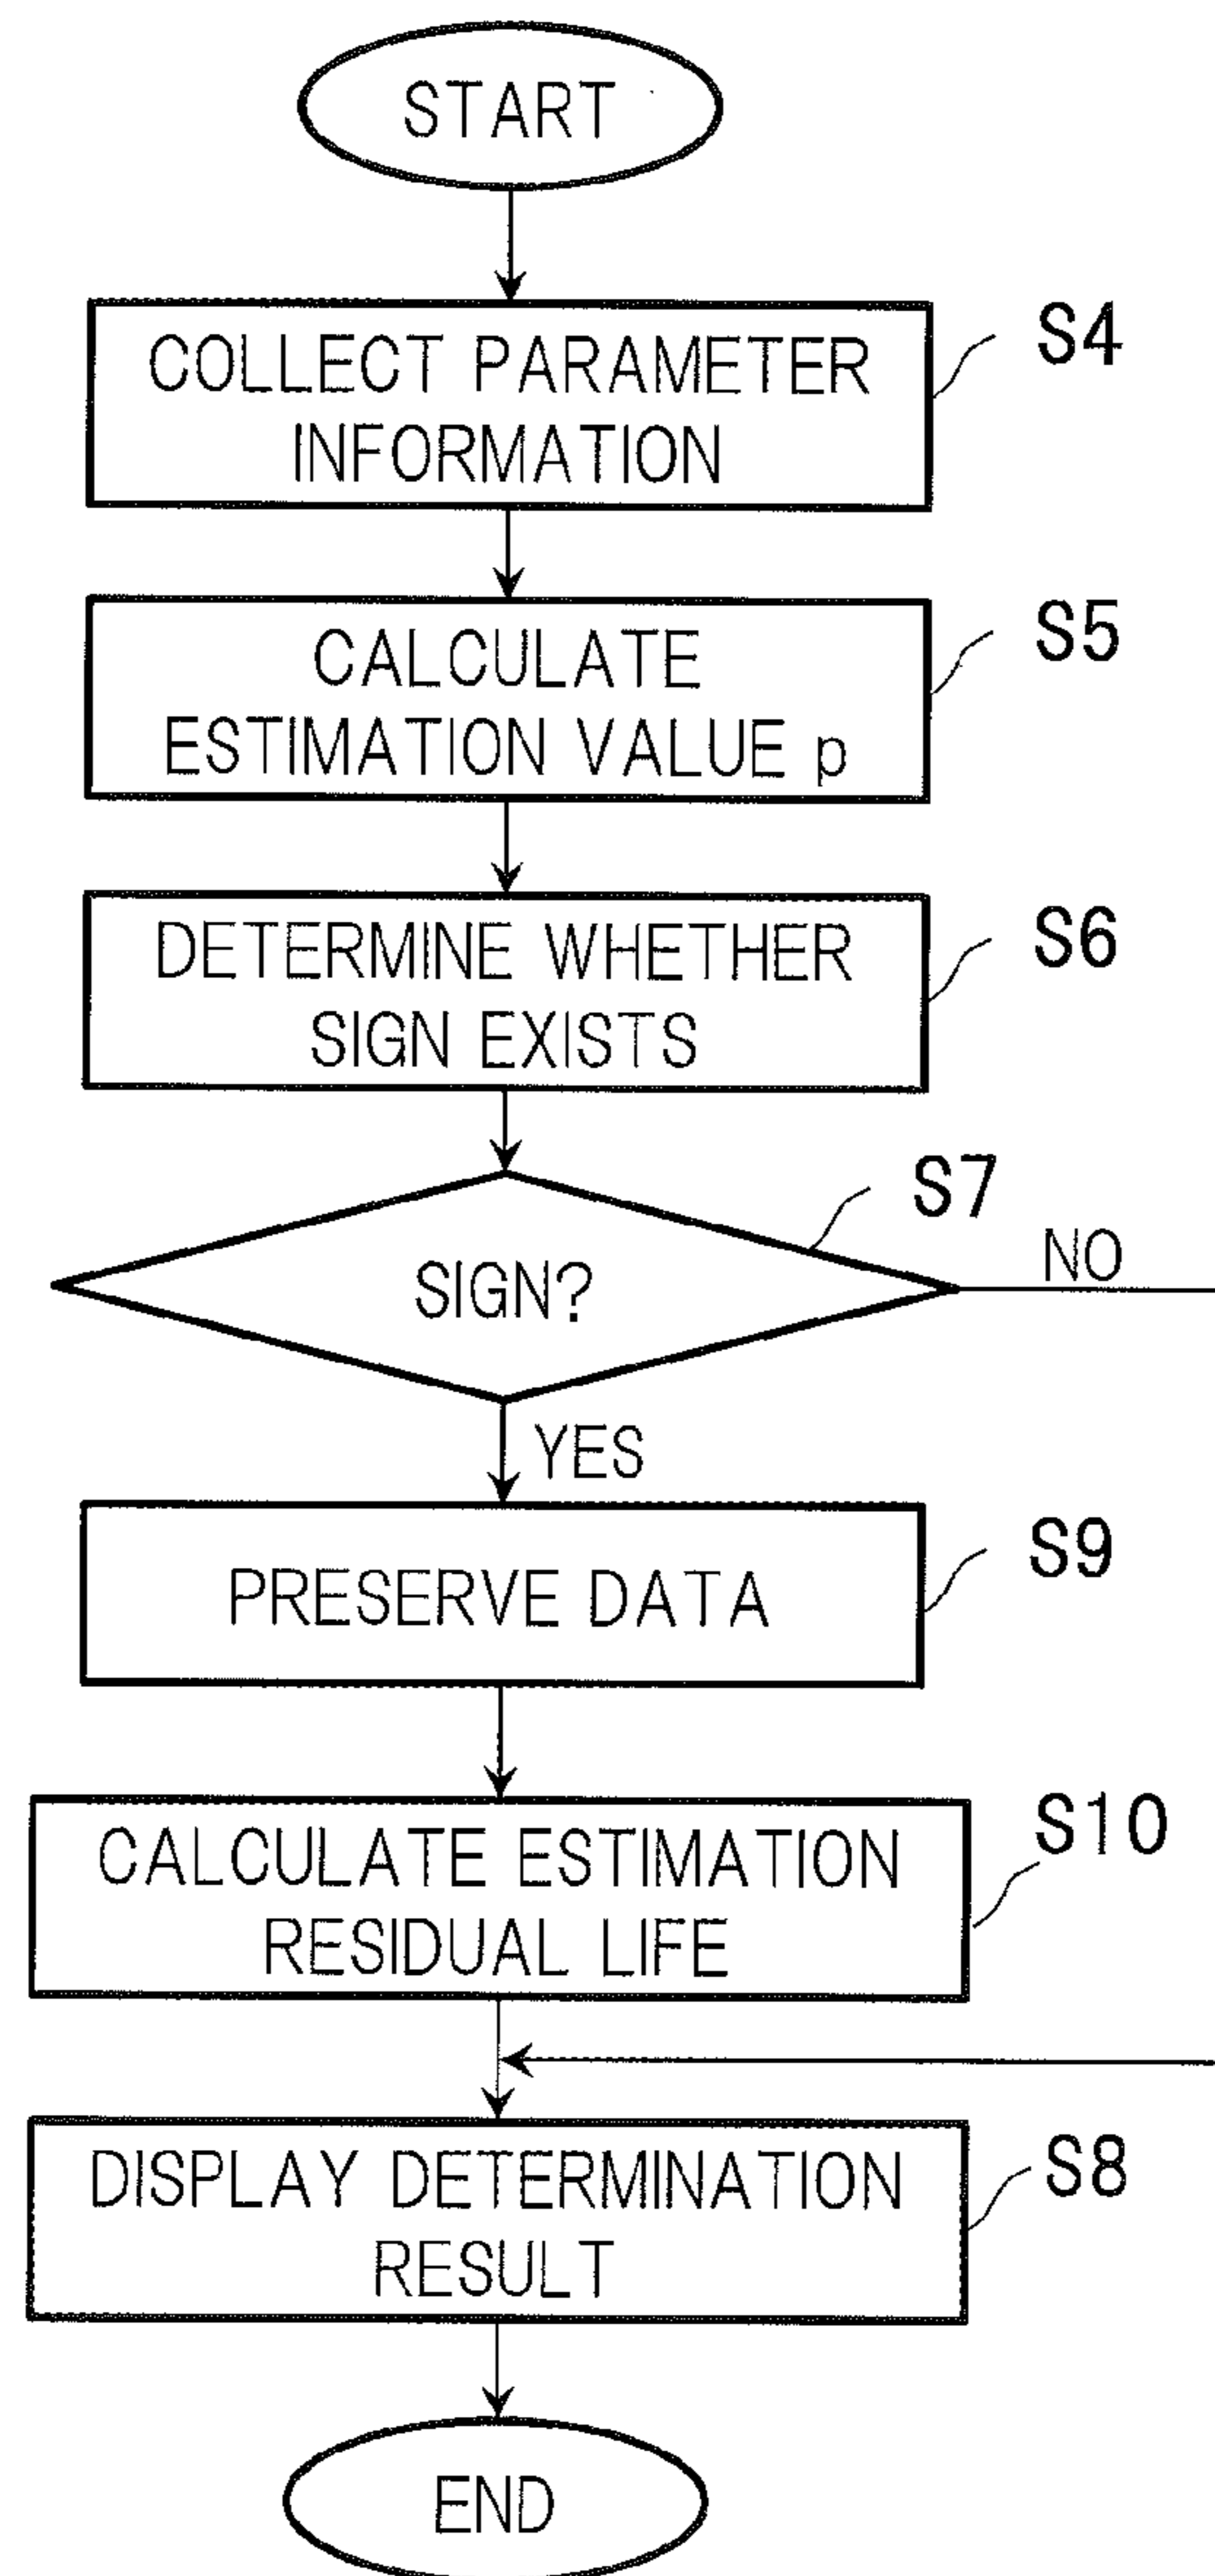 START
COLLECT PARAMETER
INFORMATION
S4
CALCULATE
ESTIMATION VALUE p
S5
DETERMINE WHETHER
SIGN EXISTS
S6
SIGN?
S7
NO
YES
PRESERVE DATA
S9
CALCULATE ESTIMATION
RESIDUAL LIFE
S10
DISPLAY DETERMINATION
RESULT
S8
END